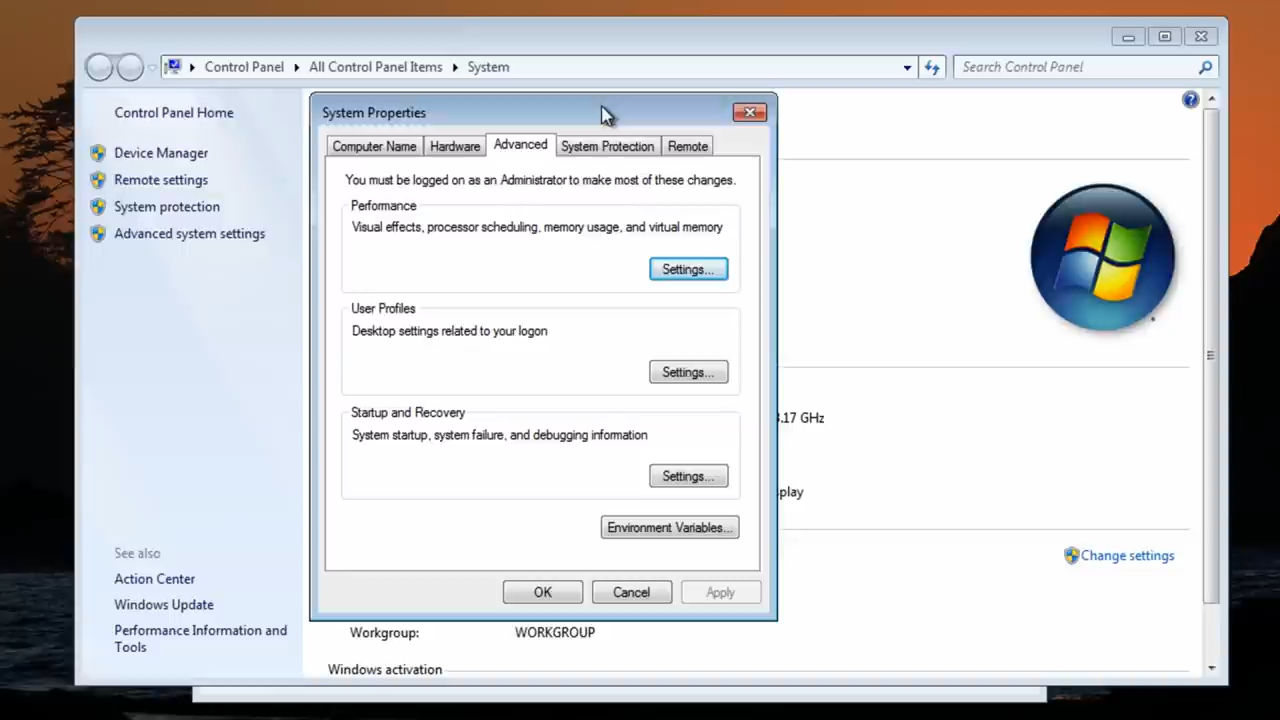 Control Panel All Control Panel Items System
Search Control Panel
Control Panel Home
Device Manager
Remote settings
System protection
Advanced system settings
See also
Action Center
Windows Update
Performance Information and
Tools
System Properties
Computer Name Hardware Advanced System Protection Remote
You must be logged on as an Administrator to make most of these changes.
Performance
Visual effects, processor scheduling, memory usage, and virtual memory
Settings...
User Profiles
Desktop settings related to your logon
Settings...
Startup and Recovery
System startup, system failure, and debugging information
Settings...
Environment Variables...
OK Cancel Apply
.17 GHz
play
Change settings
Workgroup: WORKGROUP
Windows activation